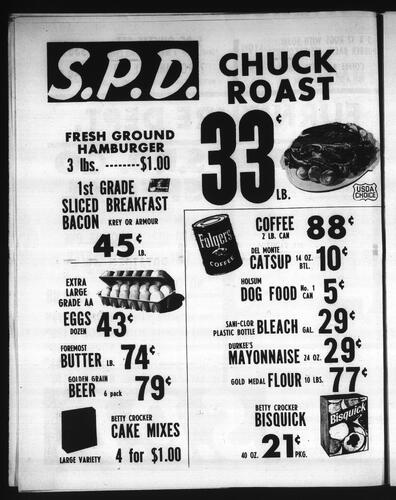 S.P.D.
CHUCK
ROAST
33¢
LB.
USDA
CHOICE
FRESH GROUND
HAMBURGER
3 lbs. --------$1.00
1st GRADE
SLICED BREAKFAST
BACON KREY OR ARMOUR
45¢ LB.
EXTRA
LARGE
GRADE AA
EGGS
DOZEN
43¢
FOREMOST
BUTTER LB. 74¢
GOLDEN GRAIN
BEER 6 pack 79¢
BETTY CROCKER
CAKE MIXES
LARGE VARIETY 4 for $1.00
Folger's
COFFEE
COFFEE
2 LB. CAN
88¢
DEL MONTE
CATSUP 14 OZ. BTL. 10¢
HOLSUM
DOG FOOD No. 1 CAN 5¢
SANI-CLOR
PLASTIC BOTTLE BLEACH GAL. 29¢
DURKEE'S
MAYONNAISE 24 OZ. 29¢
GOLD MEDAL FLOUR 10 LBS. 77¢
BETTY CROCKER
BISQUICK
40 OZ. 21¢ PKG.
Bisquick